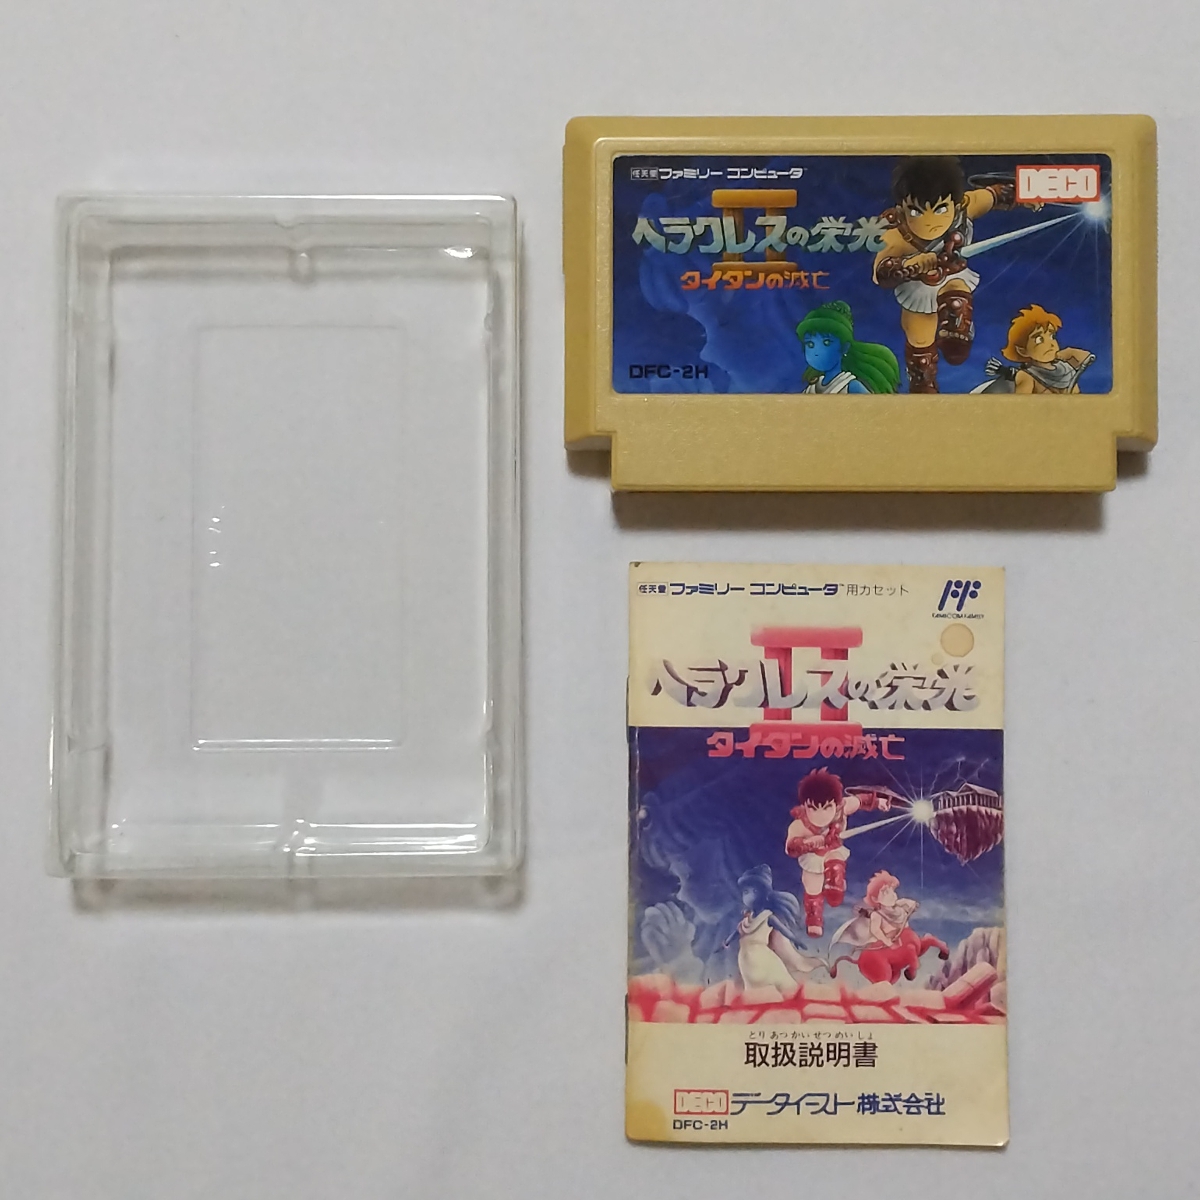 任天堂 ファミリー コンピュータ™
DECO
II
ヘラクレスの栄光
タイタンの滅亡
DFC-2H
任天堂 ファミリー コンピュータ™用カセット
FF
FAMICOM FAMILY
II
ヘラクレスの栄光
タイタンの滅亡
とりあつかいせつめいしょ
取扱説明書
DECO データイースト株式会社
DFC-2H